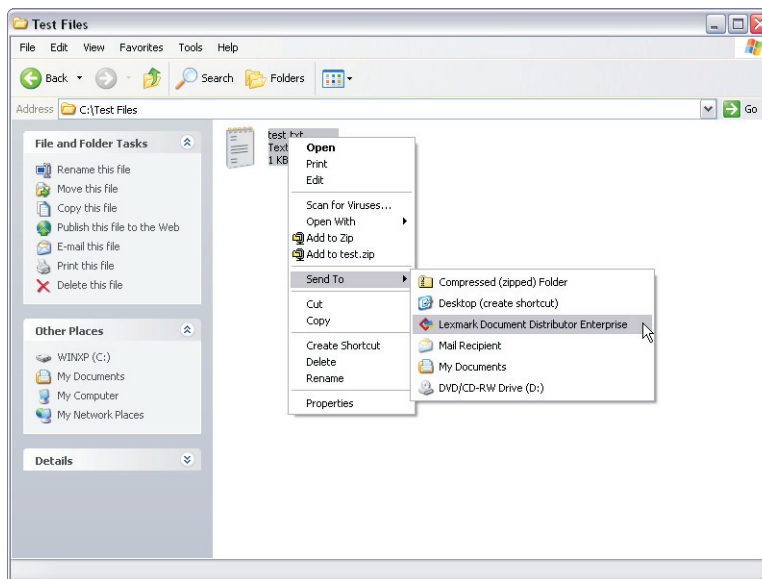 Test Files
File Edit View Favorites Tools Help
Back Search Folders
Address C:\Test Files Go
File and Folder Tasks
Rename this file
Move this file
Copy this file
Publish this file to the Web
E-mail this file
Print this file
Delete this file
Other Places
WINXP (C:)
My Documents
My Computer
My Network Places
Details
test.txt
Text
1 KB
Open
Print
Edit
Scan for Viruses...
Open With
Add to Zip
Add to test.zip
Send To
Cut
Copy
Create Shortcut
Delete
Rename
Properties
Compressed (zipped) Folder
Desktop (create shortcut)
Lexmark Document Distributor Enterprise
Mail Recipient
My Documents
DVD/CD-RW Drive (D:)